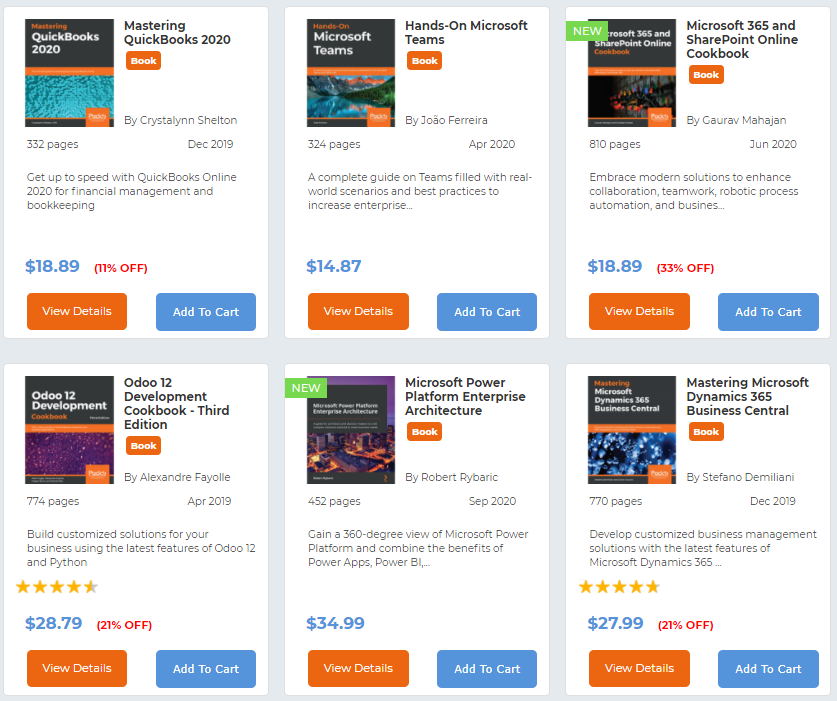 Mastering
QuickBooks
2020
Packt
Mastering
QuickBooks 2020
Book
By Crystalynn Shelton
332 pages
Dec 2019
Get up to speed with QuickBooks Online
2020 for financial management and
bookkeeping
$18.89 (11% OFF)
View Details
Add To Cart
Hands-On
Microsoft
Teams
Packt
Hands-On Microsoft
Teams
Book
By João Ferreira
324 pages
Apr 2020
A complete guide on Teams filled with real-
world scenarios and best practices to
increase enterprise...
$14.87
View Details
Add To Cart
NEW
crosoft 365 and
SharePoint Online
Cookbook
Packt
Microsoft 365 and
SharePoint Online
Cookbook
Book
By Gaurav Mahajan
810 pages
Jun 2020
Embrace modern solutions to enhance
collaboration, teamwork, robotic process
automation, and busines...
$18.89 (33% OFF)
View Details
Add To Cart
Odoo 12
Development
Cookbook
Packt
Odoo 12
Development
Cookbook - Third
Edition
Book
By Alexandre Fayolle
774 pages
Apr 2019
Build customized solutions for your
business using the latest features of Odoo 12
and Python
$28.79 (21% OFF)
View Details
Add To Cart
NEW
Microsoft Power Platform
Enterprise Architecture
Microsoft Power
Platform Enterprise
Architecture
Book
By Robert Rybaric
452 pages
Sep 2020
Gain a 360-degree view of Microsoft Power
Platform and combine the benefits of
Power Apps, Power BI,...
$34.99
View Details
Add To Cart
Mastering
Microsoft
Dynamics 365
Business Central
Packt
Mastering Microsoft
Dynamics 365
Business Central
Book
By Stefano Demiliani
770 pages
Dec 2019
Develop customized business management
solutions with the latest features of
Microsoft Dynamics 365 ...
$27.99 (21% OFF)
View Details
Add To Cart